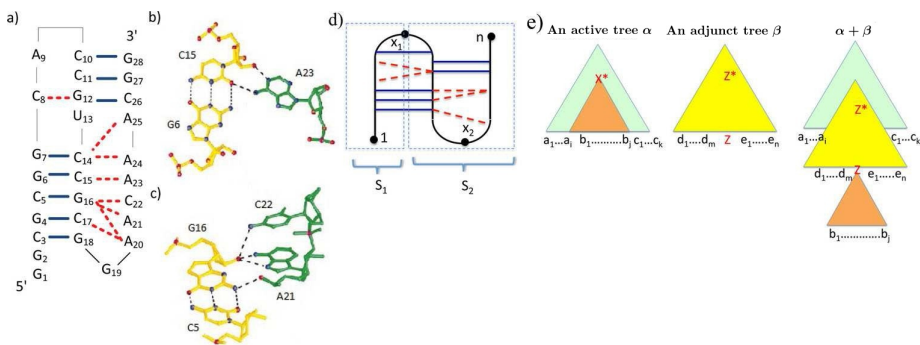 a)
3'
A9
C10
G28
C11
G27
C8
G12
C26
U13
A25
G7
C14
A24
G6
C15
A23
C5
G16
C22
G4
C17
A21
C3
G18
A20
G2
G19
G1
5'
b)
C15
A23
G6
c)
C22
G16
A21
C5
d)
x1
n
1
x2
S1
S2
e)
An active tree α
An adjunct tree β
α + β
X*
Z*
a1...ai b1..........bj c1...ck
d1....dm Z e1....en
Z*
a1...ai c1...ck
d1....dm Z e1.....en
b1.............bj